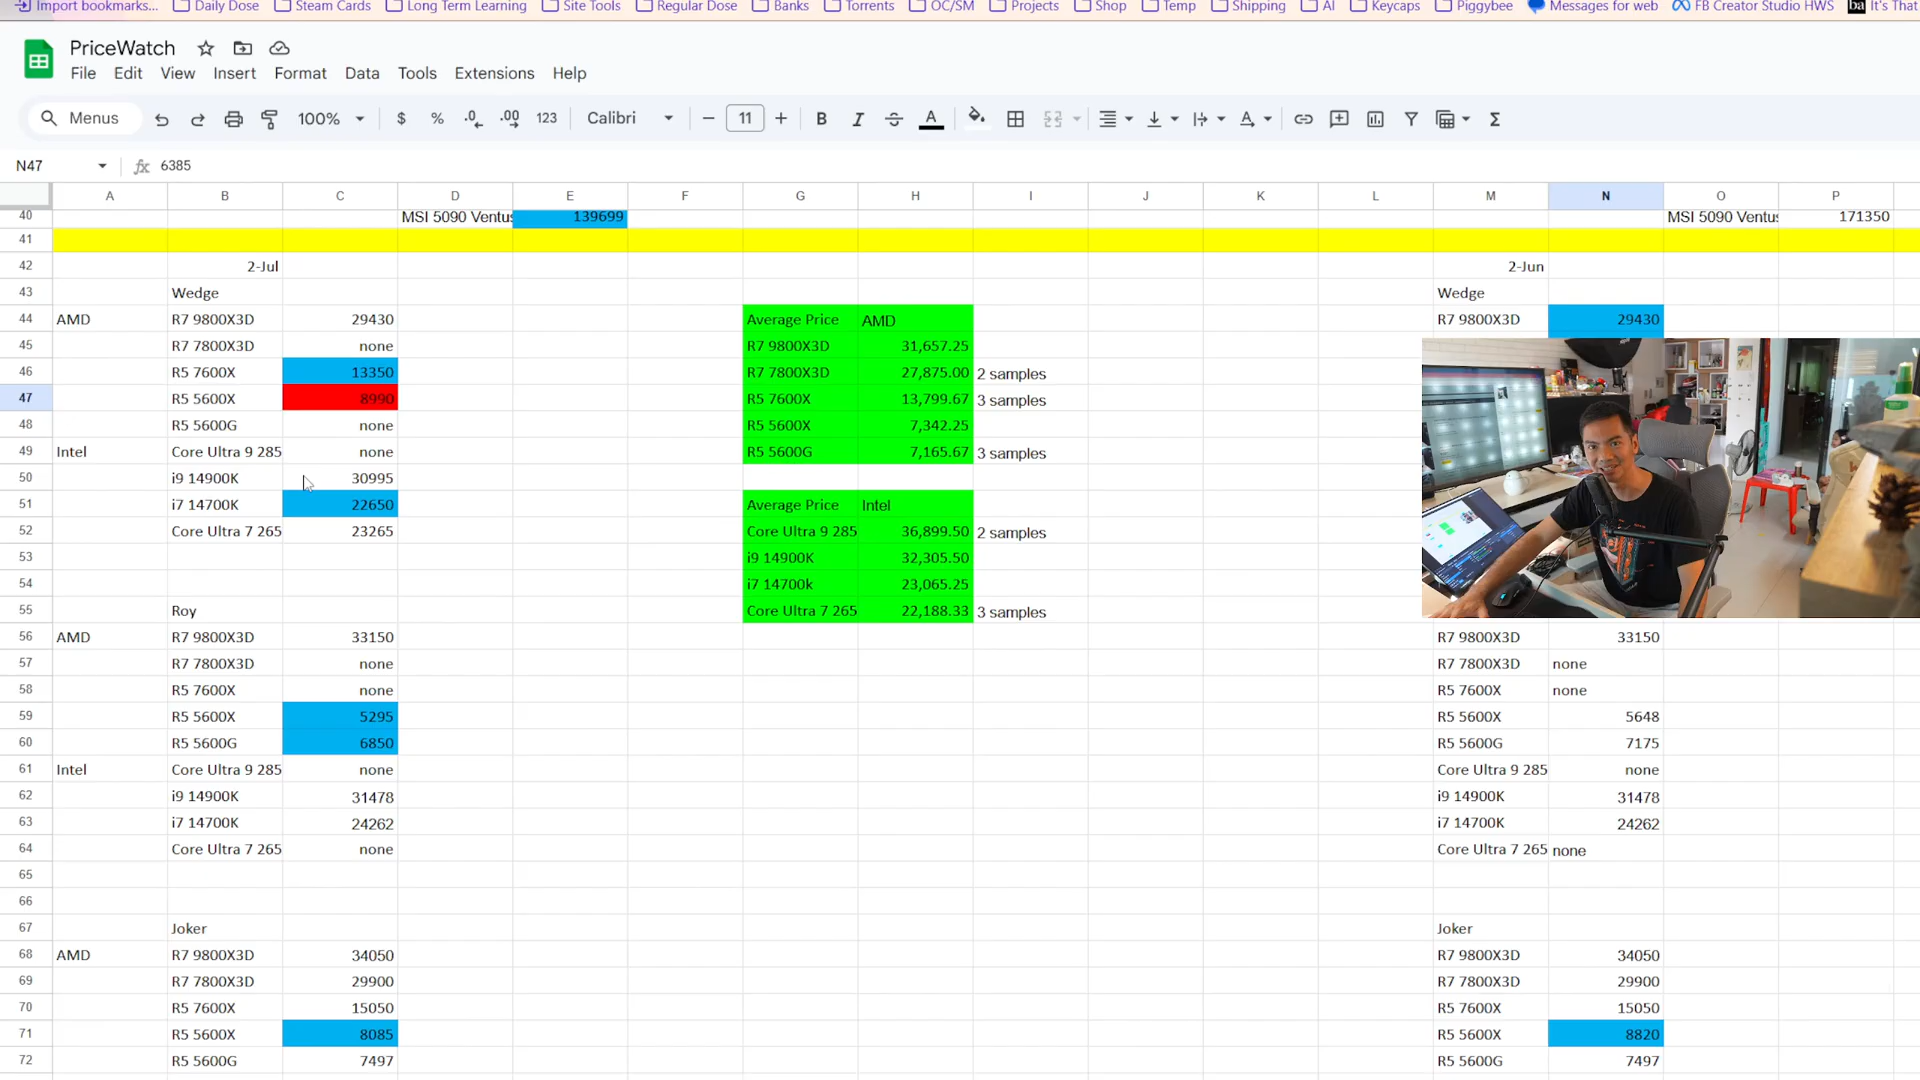 Import bookmarks... Daily Dose Steam Cards Long Term Learning Site Tools Regular Dose Banks Torrents OC/SM Projects Shop Temp Shipping AI Keycaps Piggybee Messages for web FB Creator Studio HWS ba It's That
PriceWatch
File Edit View Insert Format Data Tools Extensions Help
Menus 100% $ % .0 .00 123 Calibri 11
N47 fx 6385
A B C D E F G H I J K L M N O P
40 MSI 5090 Ventus 139699 MSI 5090 Ventus 171350
41
42 2-Jul 2-Jun
43 Wedge Wedge
44 AMD R7 9800X3D 29430 Average Price AMD R7 9800X3D 29430
45 R7 7800X3D none R7 9800X3D 31,657.25
46 R5 7600X 13350 R7 7800X3D 27,875.00 2 samples
47 R5 5600X 8990 R5 7600X 13,799.67 3 samples
48 R5 5600G none R5 5600X 7,342.25
49 Intel Core Ultra 9 285 none R5 5600G 7,165.67 3 samples
50 i9 14900K 30995
51 i7 14700K 22650 Average Price Intel
52 Core Ultra 7 265 23265 Core Ultra 9 285 36,899.50 2 samples
53 i9 14900K 32,305.50
54 i7 14700k 23,065.25
55 Roy Core Ultra 7 265 22,188.33 3 samples
56 AMD R7 9800X3D 33150 R7 9800X3D 33150
57 R7 7800X3D none R7 7800X3D none
58 R5 7600X none R5 7600X none
59 R5 5600X 5295 R5 5600X 5648
60 R5 5600G 6850 R5 5600G 7175
61 Intel Core Ultra 9 285 none Core Ultra 9 285 none
62 i9 14900K 31478 i9 14900K 31478
63 i7 14700K 24262 i7 14700K 24262
64 Core Ultra 7 265 none Core Ultra 7 265 none
65
66
67 Joker Joker
68 AMD R7 9800X3D 34050 R7 9800X3D 34050
69 R7 7800X3D 29900 R7 7800X3D 29900
70 R5 7600X 15050 R5 7600X 15050
71 R5 5600X 8085 R5 5600X 8820
72 R5 5600G 7497 R5 5600G 7497